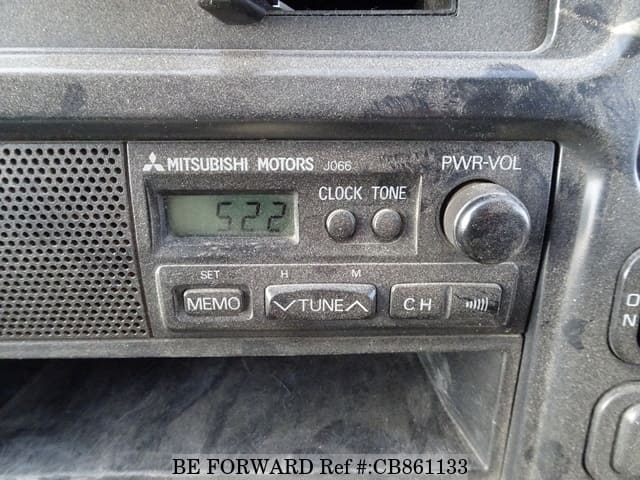 MITSUBISHI MOTORS J066 PWR-VOL
CLOCK TONE
522
SET H M
MEMO TUNE CH
O
N
BE FORWARD Ref #:CB861133